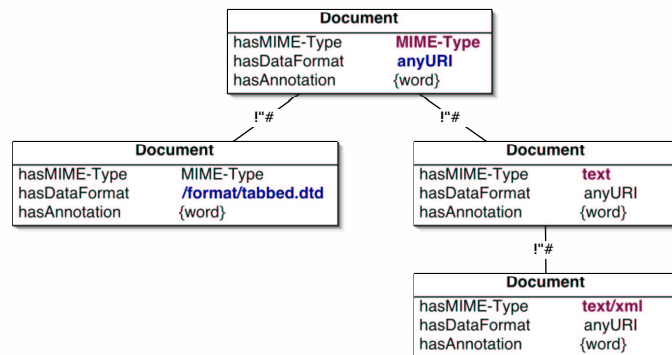 Document
hasMIME-Type MIME-Type
hasDataFormat anyURI
hasAnnotation {word}
!"# !"#
Document
hasMIME-Type MIME-Type
hasDataFormat /format/tabbed.dtd
hasAnnotation {word}
Document
hasMIME-Type text
hasDataFormat anyURI
hasAnnotation {word}
!"#
Document
hasMIME-Type text/xml
hasDataFormat anyURI
hasAnnotation {word}